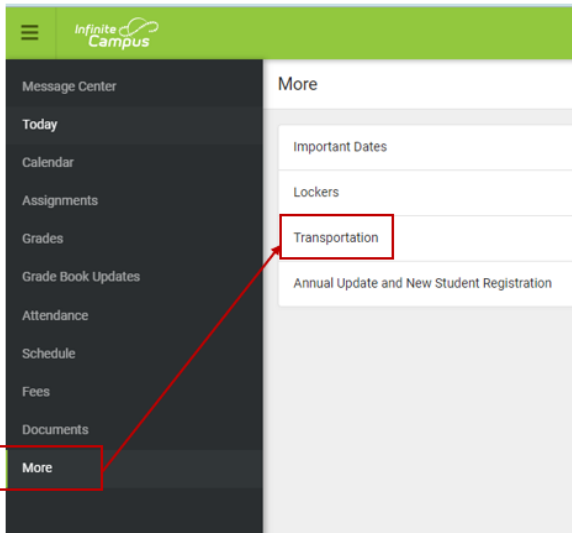 Infinite
Campus
Message Center
Today
Calendar
Assignments
Grades
Grade Book Updates
Attendance
Schedule
Fees
Documents
More
More
Important Dates
Lockers
Transportation
Annual Update and New Student Registration